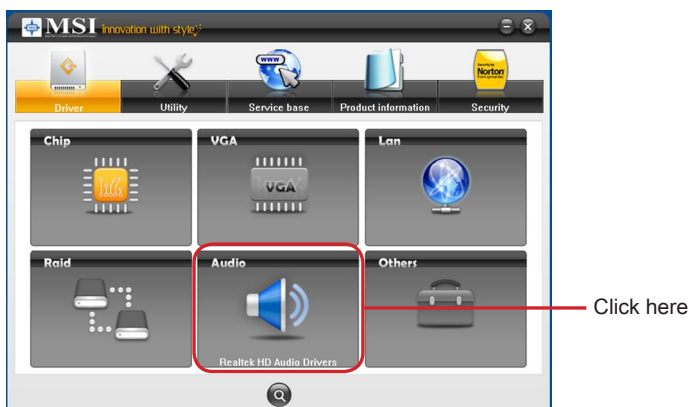 MSI innovation with style
www
Norton
Driver
Utility
Service base
Product information
Security
Chip
VGA
Lan
VGA
Raid
Audio
Others
Realtek HD Audio Drivers
Click here